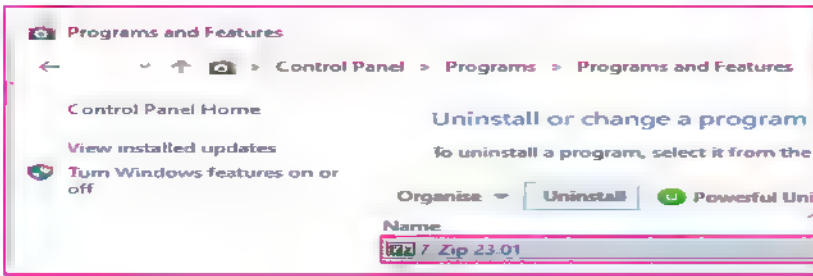 Programs and Features
Control Panel > Programs > Programs and Features
Control Panel Home
Uninstall or change a program
View installed updates
To uninstall a program, select it from the
Turn Windows features on or
off
Organise Uninstall Powerful Uni
Name
7-Zip 23.01